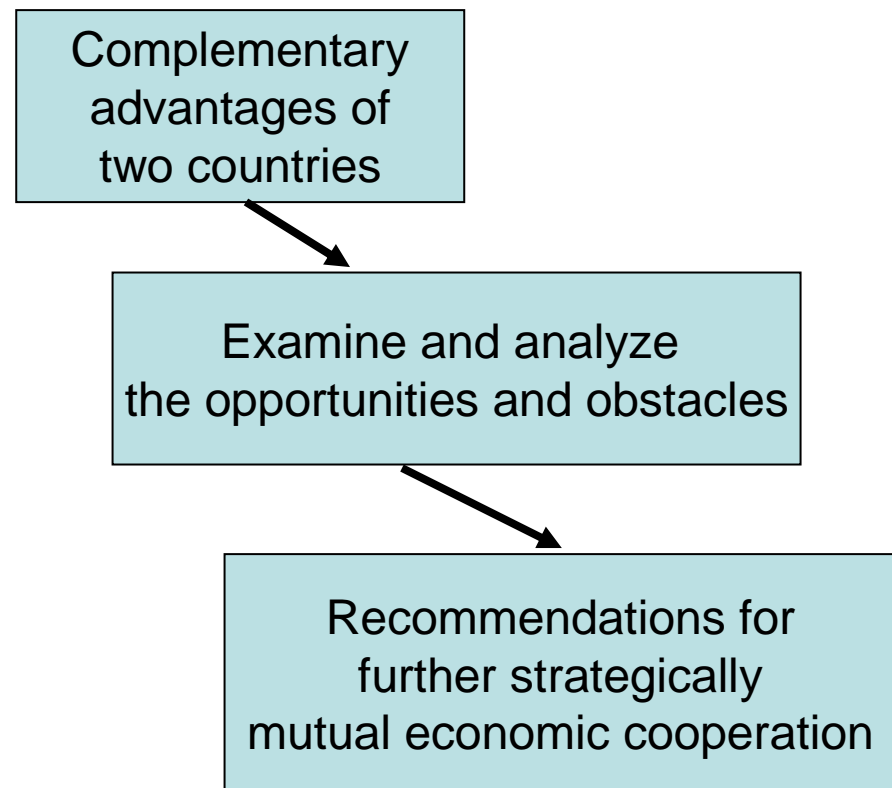 Complementary
advantages of
two countries
Examine and analyze
the opportunities and obstacles
Recommendations for
further strategically
mutual economic cooperation